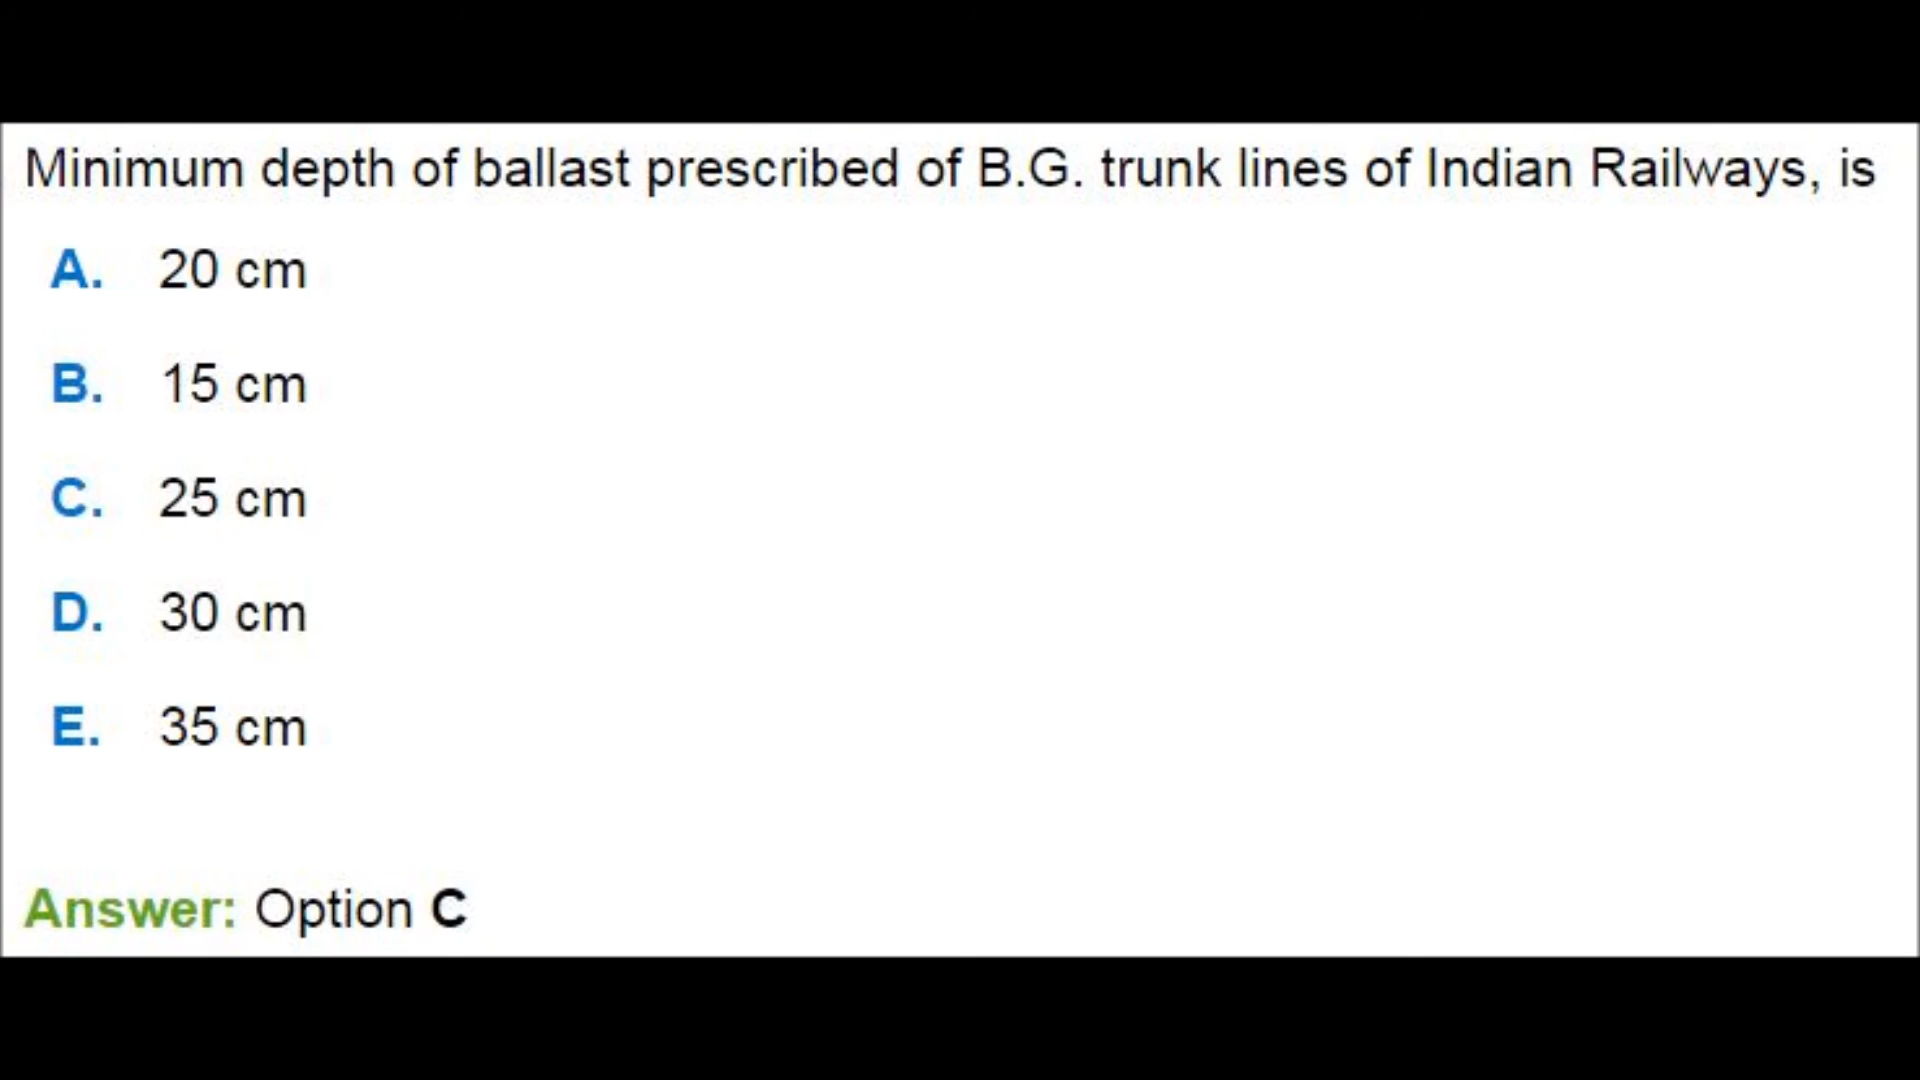 Minimum depth of ballast prescribed of B.G. trunk lines of Indian Railways, is
A. 20 cm
B. 15 cm
C. 25 cm
D. 30 cm
E. 35 cm
Answer: Option C